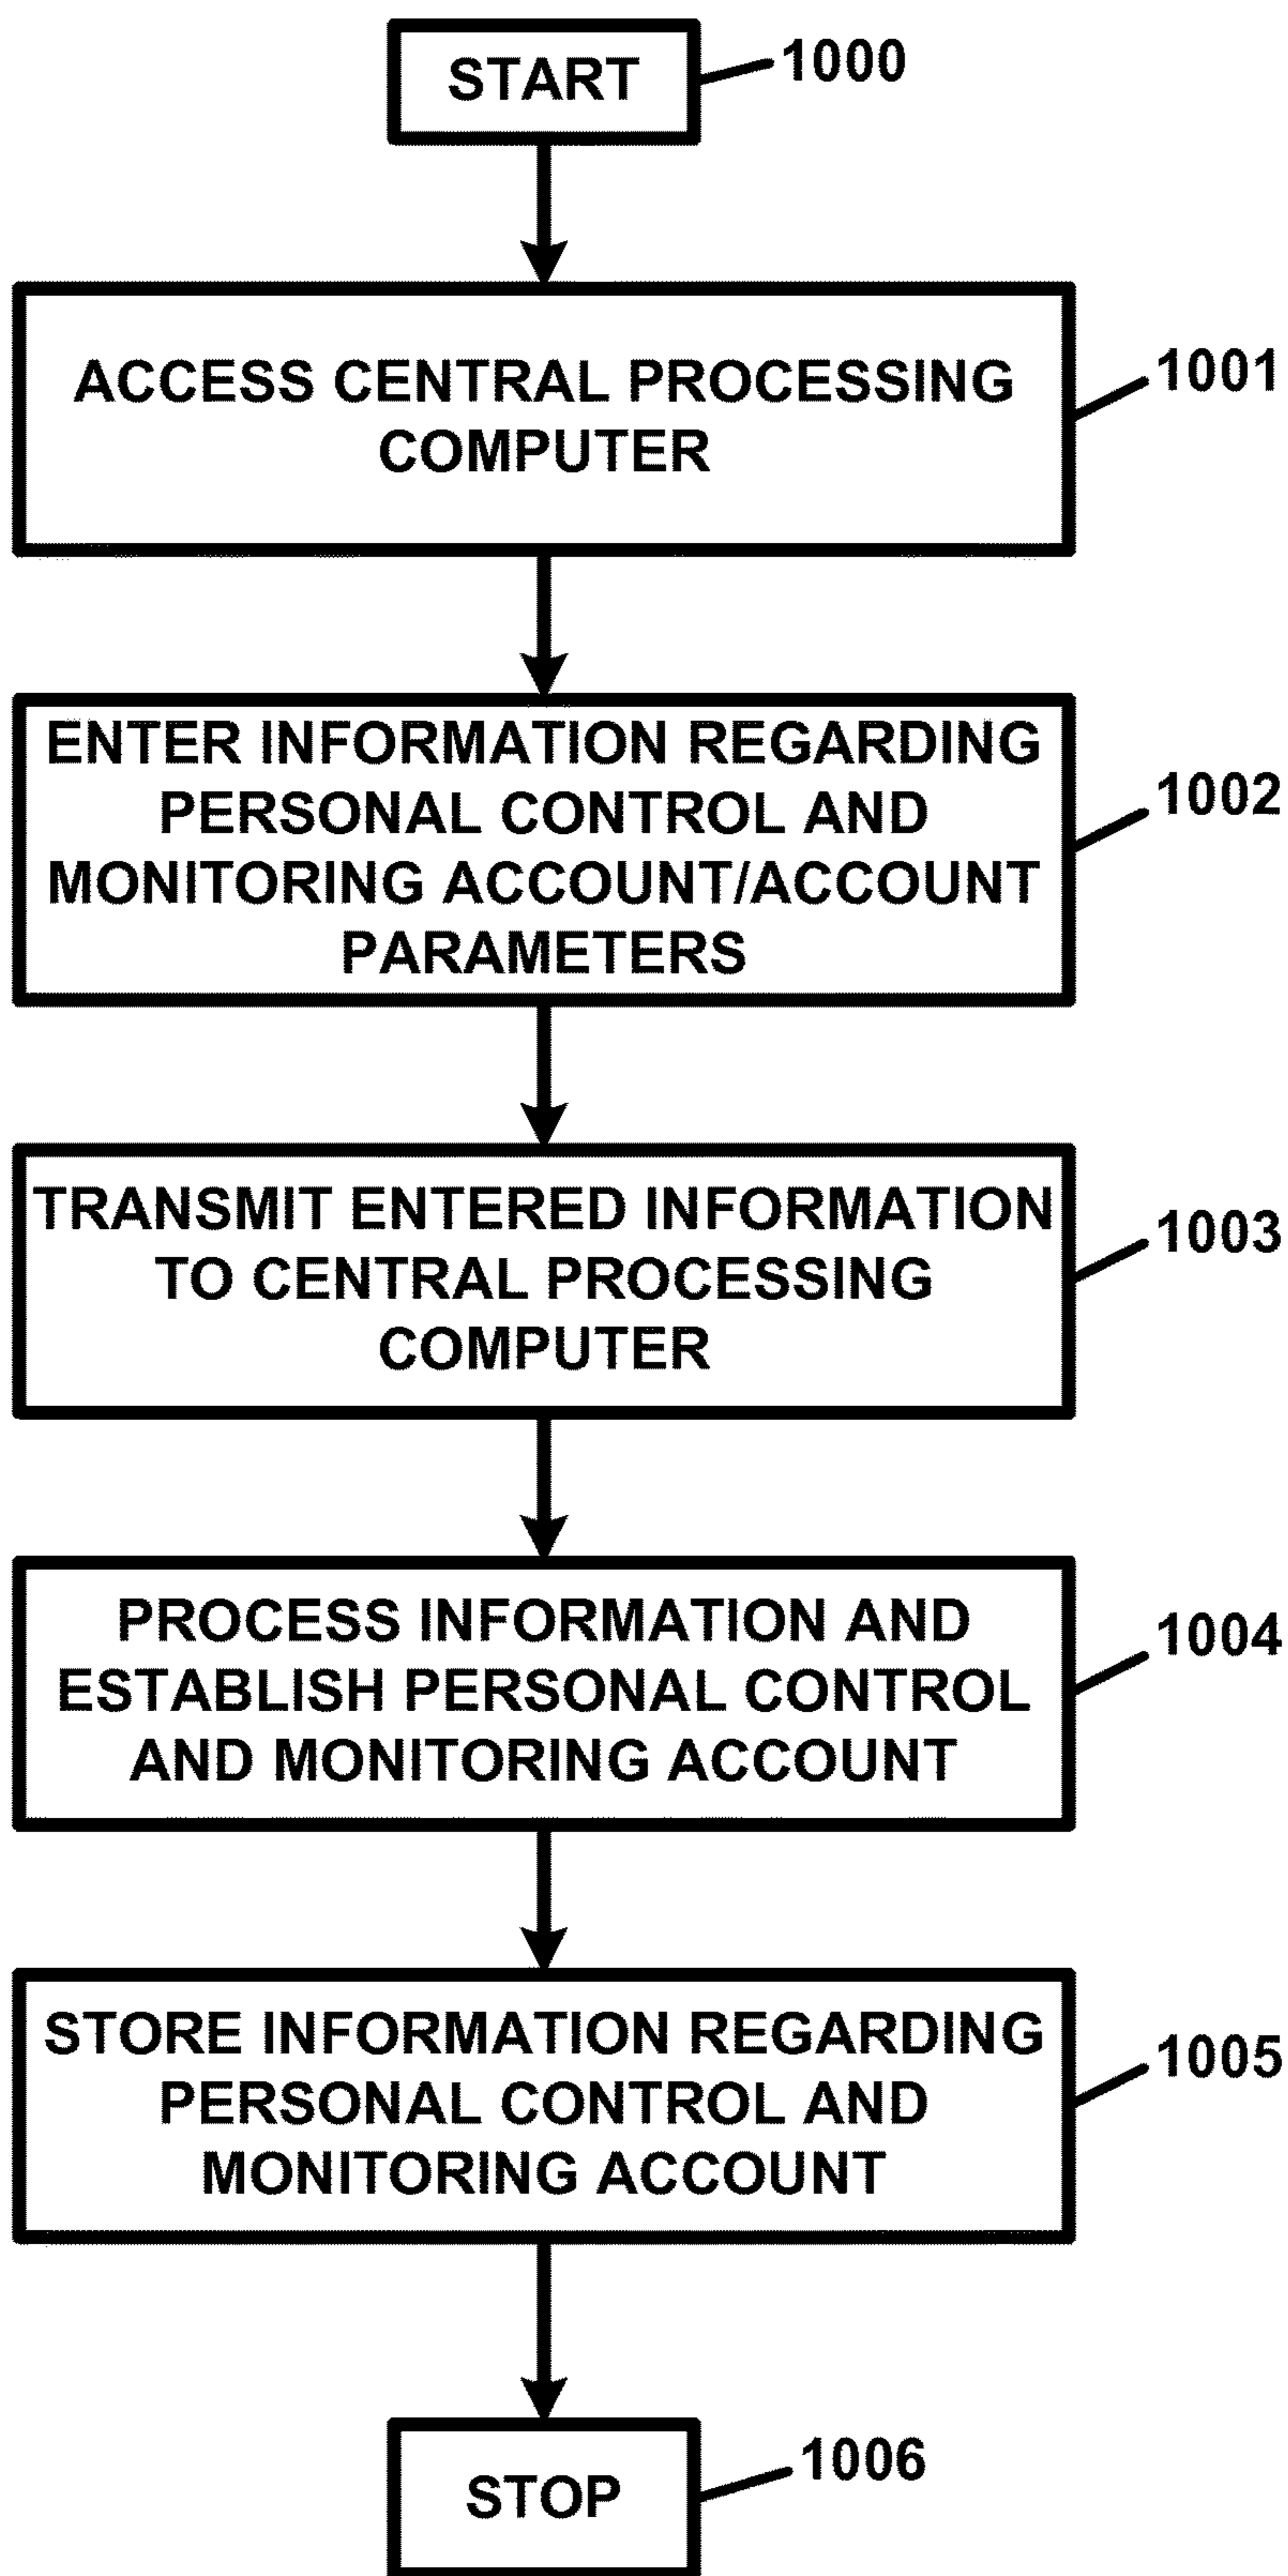 START
1000
ACCESS CENTRAL PROCESSING
COMPUTER
1001
ENTER INFORMATION REGARDING
PERSONAL CONTROL AND
MONITORING ACCOUNT/ACCOUNT
PARAMETERS
1002
TRANSMIT ENTERED INFORMATION
TO CENTRAL PROCESSING
COMPUTER
1003
PROCESS INFORMATION AND
ESTABLISH PERSONAL CONTROL
AND MONITORING ACCOUNT
1004
STORE INFORMATION REGARDING
PERSONAL CONTROL AND
MONITORING ACCOUNT
1005
STOP
1006